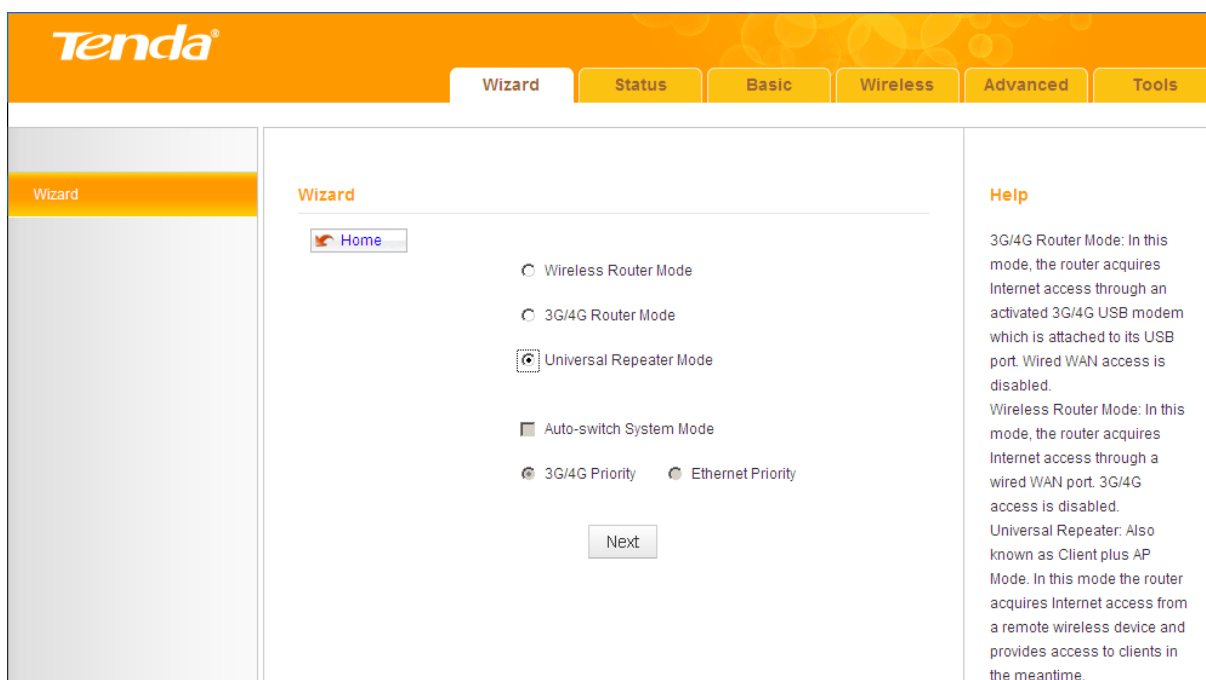 Tenda®
Wizard Status Basic Wireless Advanced Tools
Wizard
Wizard
Home
Wireless Router Mode
3G/4G Router Mode
Universal Repeater Mode
Auto-switch System Mode
3G/4G Priority Ethernet Priority
Next
Help
3G/4G Router Mode: In this
mode, the router acquires
Internet access through an
activated 3G/4G USB modem
which is attached to its USB
port. Wired WAN access is
disabled.
Wireless Router Mode: In this
mode, the router acquires
Internet access through a
wired WAN port. 3G/4G
access is disabled.
Universal Repeater: Also
known as Client plus AP
Mode. In this mode the router
acquires Internet access from
a remote wireless device and
provides access to clients in
the meantime.